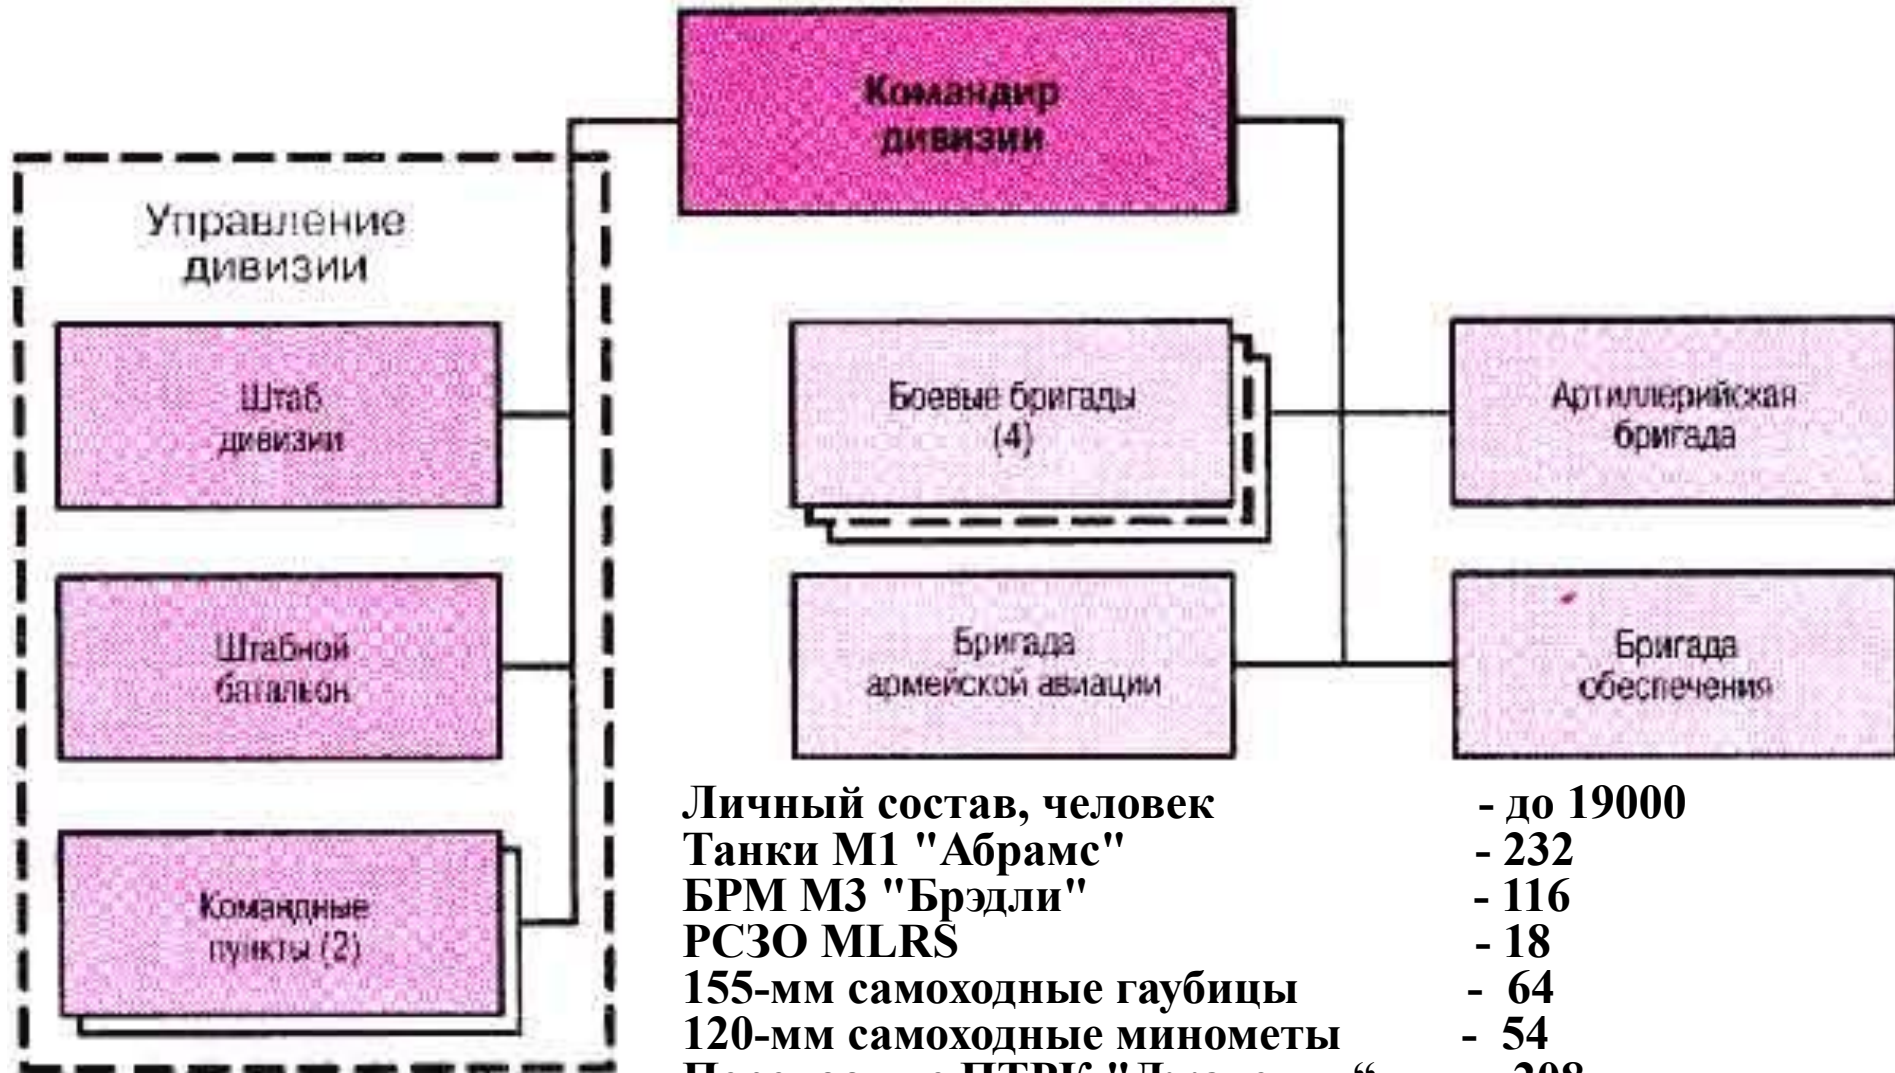 Командир
дивизии
Управление
дивизии
Штаб
дивизии
Штабной
батальон
Командные
пункты (2)
Боевые бригады
(4)
Артиллерийская
бригада
Бригада
армейской авиации
Бригада
обеспечения
Личный состав, человек - до 19000
Танки М1 "Абрамс" - 232
БРМ М3 "Брэдли" - 116
РСЗО MLRS - 18
155-мм самоходные гаубицы - 64
120-мм самоходные минометы - 54
ПТРК - 208